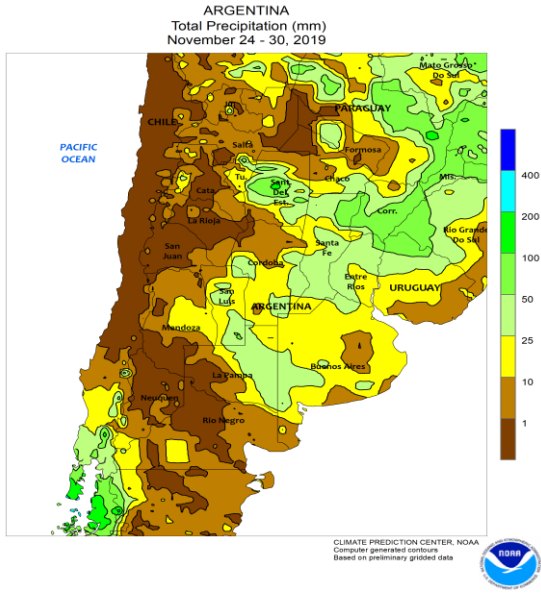 ARGENTINA
Total Precipitation (mm)
November 24 - 30, 2019
Mato Grosso
Do Sul
PARAGUAY
Juj.
CHILE
PACIFIC
OCEAN
Salta
Formosa
Tu.
Sant.
Del
Est.
Chaco
Mis.
Cata.
Corr.
La Rioja
Rio Grande
Do Sul
San
Juan
Santa
Fe
Cordoba
Entre
Rios
San
Luis
URUGUAY
ARGENTINA
Mendoza
Buenos Aires
La Pampa
Neuquen
Rio Negro
400
200
100
50
25
10
1
CLIMATE PREDICTION CENTER, NOAA
Computer generated contours
Based on preliminary gridded data
NOAA